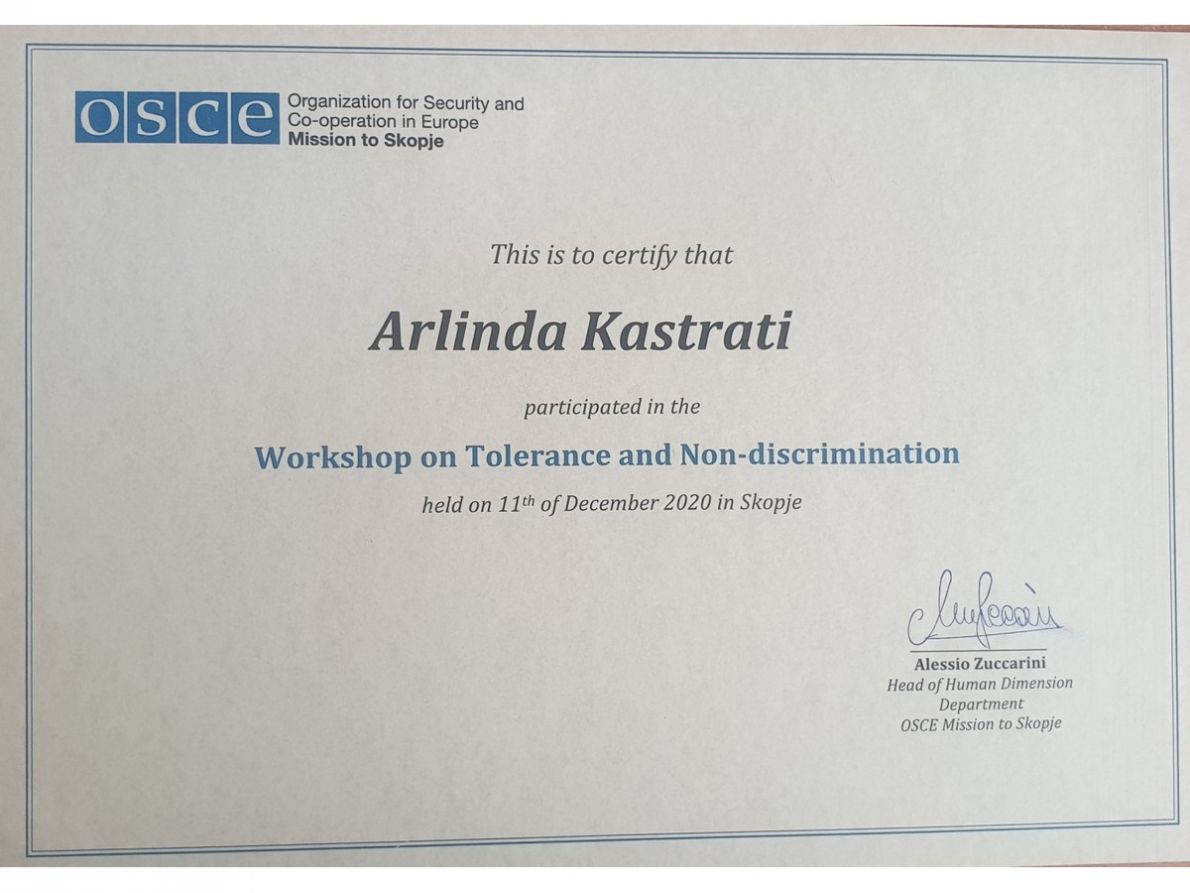 osce
Organization for Security and
Co-operation in Europe
Mission to Skopje
This is to certify that
Arlinda Kastrati
participated in the
Workshop on Tolerance and Non-discrimination
held on 11th of December 2020 in Skopje
Alessio Zuccarini
Head of Human Dimension
Department
OSCE Mission to Skopje